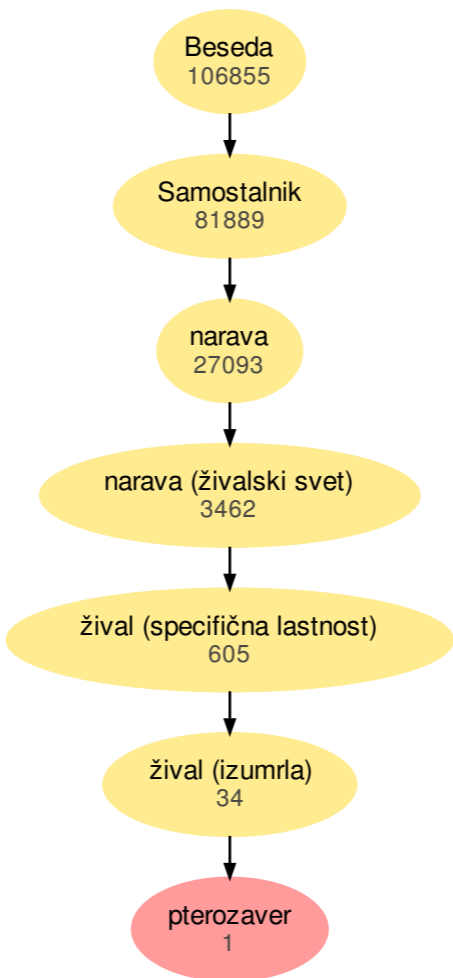 Beseda
106855
Samostalnik
81889
narava
27093
narava (živalski svet)
3462
žival (specifična lastnost)
605
žival (izumrla)
34
pterozaver
1